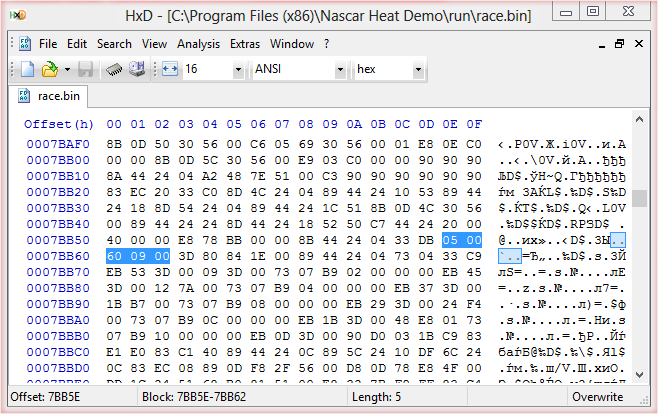 HxD - [C:\Program Files (x86)\Nascar Heat Demo\run\race.bin]
File Edit Search View Analysis Extras Window ?
16 ANSI hex
race.bin
Offset(h) 00 01 02 03 04 05 06 07 08 09 0A 0B 0C 0D 0E 0F
0007BAF0 8B 0D 50 30 56 00 C6 05 69 30 56 00 01 E8 0E C0 ‹.P0V.Ж.i0V..и.А
0007BB00 00 00 8B 0D 5C 30 56 00 E9 03 C0 00 00 90 90 90 ..‹.\0V.й.А..ђђђ
0007BB10 8A 44 24 04 A2 48 7E 51 00 C3 90 90 90 90 90 90 ЉD$.ўH~Q.Гђђђђђђ
0007BB20 83 EC 20 33 C0 8D 4C 24 04 89 44 24 10 53 89 44 ѓм 3АЌL$.‰D$.S‰D
0007BB30 24 18 8D 54 24 04 89 44 24 1C 51 8B 0D 4C 30 56 $.ЌT$.‰D$.Q‹.L0V
0007BB40 00 89 44 24 24 8D 44 24 18 52 50 C7 44 24 20 00 .‰D$$ЌD$.RPЗD$ .
0007BB50 40 00 00 E8 78 BB 00 00 8B 44 24 04 33 DB 05 00 @..иx»..‹D$.3Ы..
0007BB60 60 09 00 3D 80 84 1E 00 89 44 24 04 73 04 33 C9 `..=Ђ„..‰D$.s.3Й
0007BB70 EB 53 3D 00 09 3D 00 73 07 B9 02 00 00 00 EB 45 лS=..=.s.№....лE
0007BB80 3D 00 12 7A 00 73 07 B9 04 00 00 00 EB 37 3D 00 =..z.s.№....л7=.
0007BB90 1B B7 00 73 07 B9 08 00 00 00 EB 29 3D 00 24 F4 .·.s.№....л)=.$ф
0007BBA0 00 73 07 B9 0C 00 00 00 EB 1B 3D 00 48 E8 01 73 .s.№....л.=.Hи.s
0007BBB0 07 B9 10 00 00 00 EB 0D 3D 00 90 D0 03 1B C9 83 .№....л.=.ђР..Йѓ
0007BBC0 E1 E0 83 C1 40 89 44 24 0C 89 5C 24 10 DF 6C 24 баѓБ@‰D$.‰\$.Яl$
0007BBD0 0C 83 EC 08 89 0D F8 2F 56 00 D8 0D 78 E8 4F 00 .ѓм.‰.ш/V.Ш.xиO.
Offset: 7BB5E Block: 7BB5E-7BB62 Length: 5 Overwrite